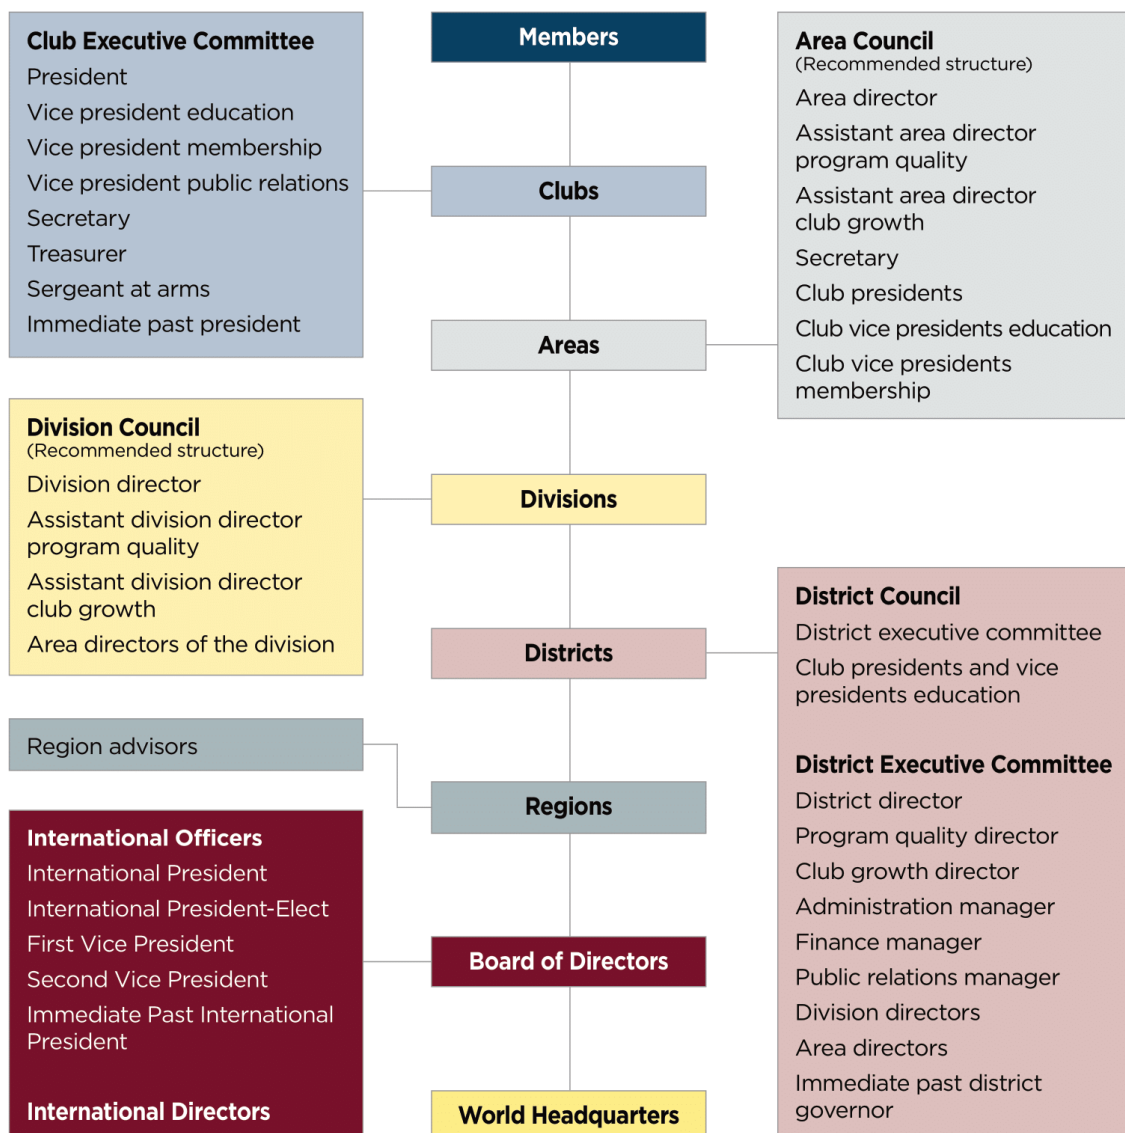 Club Executive Committee
President
Vice president education
Vice president membership
Vice president public relations
Secretary
Treasurer
Sergeant at arms
Immediate past president
Members
Clubs
Areas
Area Council
(Recommended structure)
Area director
Assistant area director
program quality
Assistant area director
club growth
Secretary
Club presidents
Club vice presidents education
Club vice presidents
membership
Division Council
(Recommended structure)
Division director
Assistant division director
program quality
Assistant division director
club growth
Area directors of the division
Divisions
Districts
District Council
District executive committee
Club presidents and vice
presidents education
District Executive Committee
District director
Program quality director
Club growth director
Administration manager
Finance manager
Public relations manager
Division directors
Area directors
Immediate past district
governor
Region advisors
Regions
International Officers
International President
International President-Elect
First Vice President
Second Vice President
Immediate Past International
President
International Directors
Board of Directors
World Headquarters